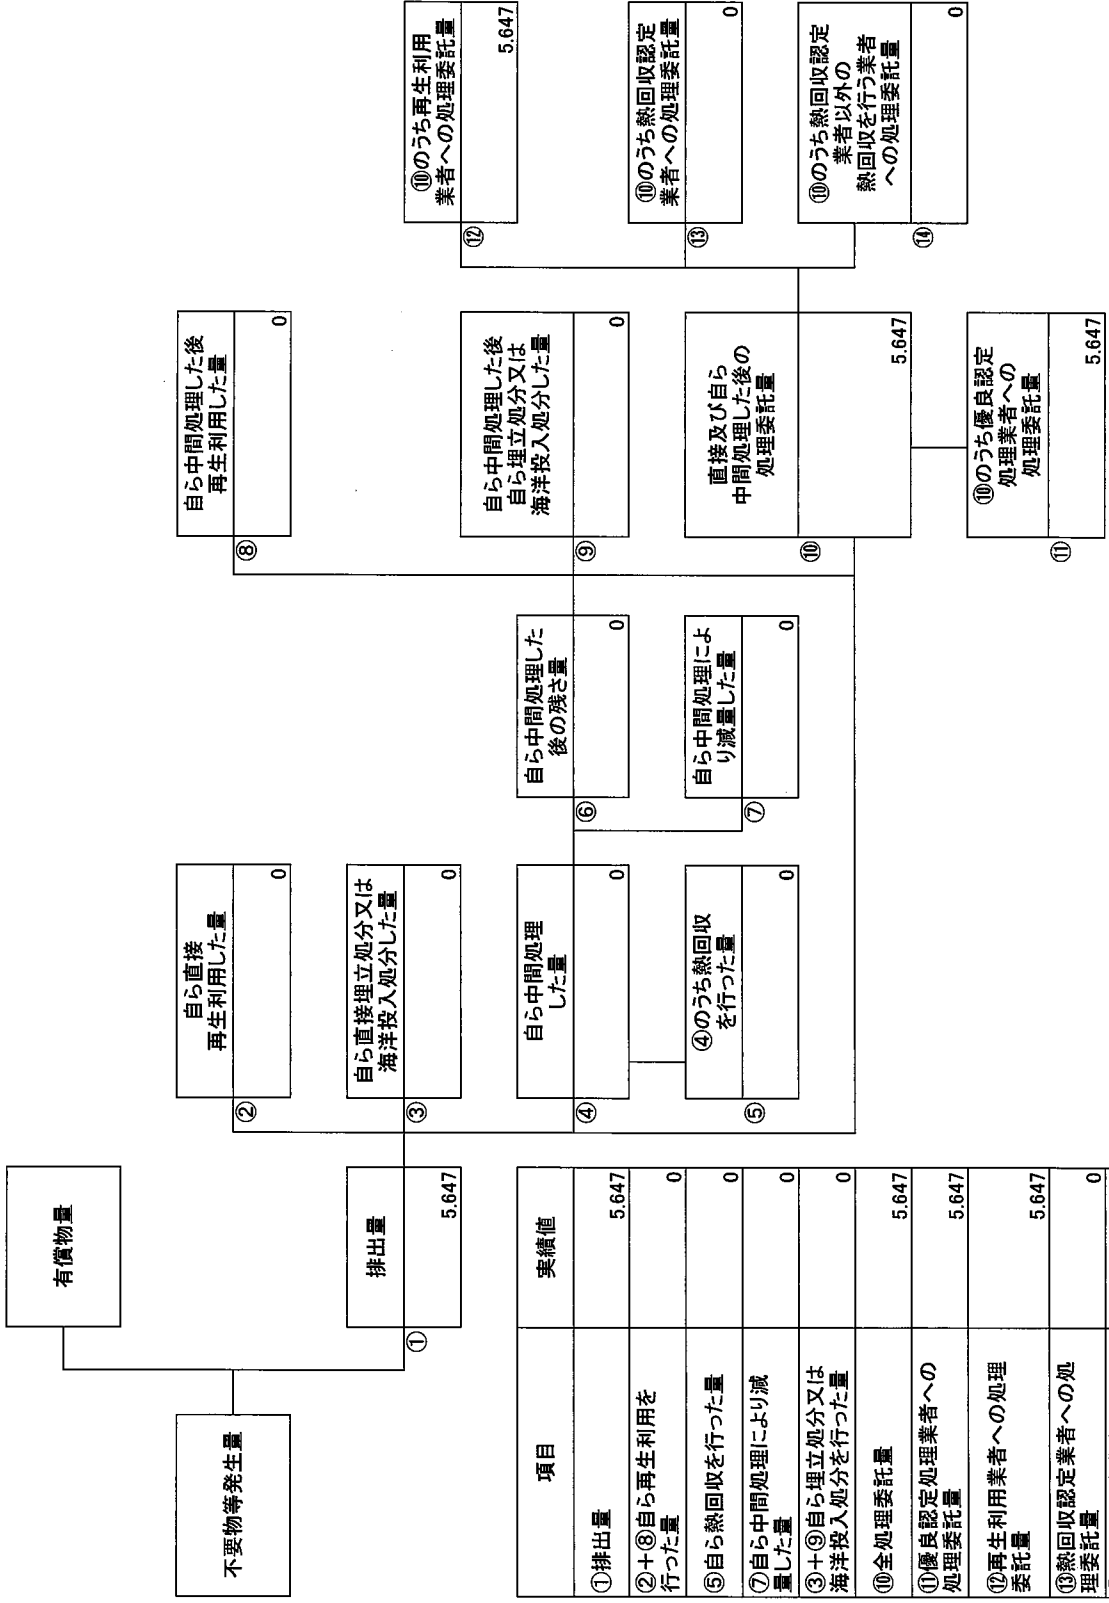 不要物等発生量
有償物量
排出量
①
5.647
自ら直接
再生利用した量
②
0
自ら直接埋立処分又は
海洋投入処分した量
③
0
自ら中間処理
した量
④
0
④のうち熱回収
を行った量
⑤
0
自ら中間処理した
後の残さ量
⑥
0
自ら中間処理によ
り減量した量
⑦
0
自ら中間処理した後
再生利用した量
⑧
0
自ら中間処理した後
自ら埋立処分又は
海洋投入処分した量
⑨
0
直接及び自ら
中間処理した後の
処理委託量
⑩
5.647
⑩のうち優良認定
処理業者への
処理委託量
⑪
5.647
⑩のうち再生利用
業者への処理委託量
⑫
5.647
⑩のうち熱回収認定
業者への処理委託量
⑬
0
⑩のうち熱回収認定
業者以外の
熱回収を行う業者
への処理委託量
⑭
0
項目 実績値
①排出量 5.647
②+⑧自ら再生利用を
行った量 0
⑤自ら熱回収を行った量 0
⑦自ら中間処理により減
量した量 0
③+⑨自ら埋立処分又は
海洋投入処分を行った量 0
⑩全処理委託量 5.647
⑪優良認定処理業者への
処理委託量 5.647
⑫再生利用業者への処理
委託量 5.647
⑬熱回収認定業者への処
理委託量 0